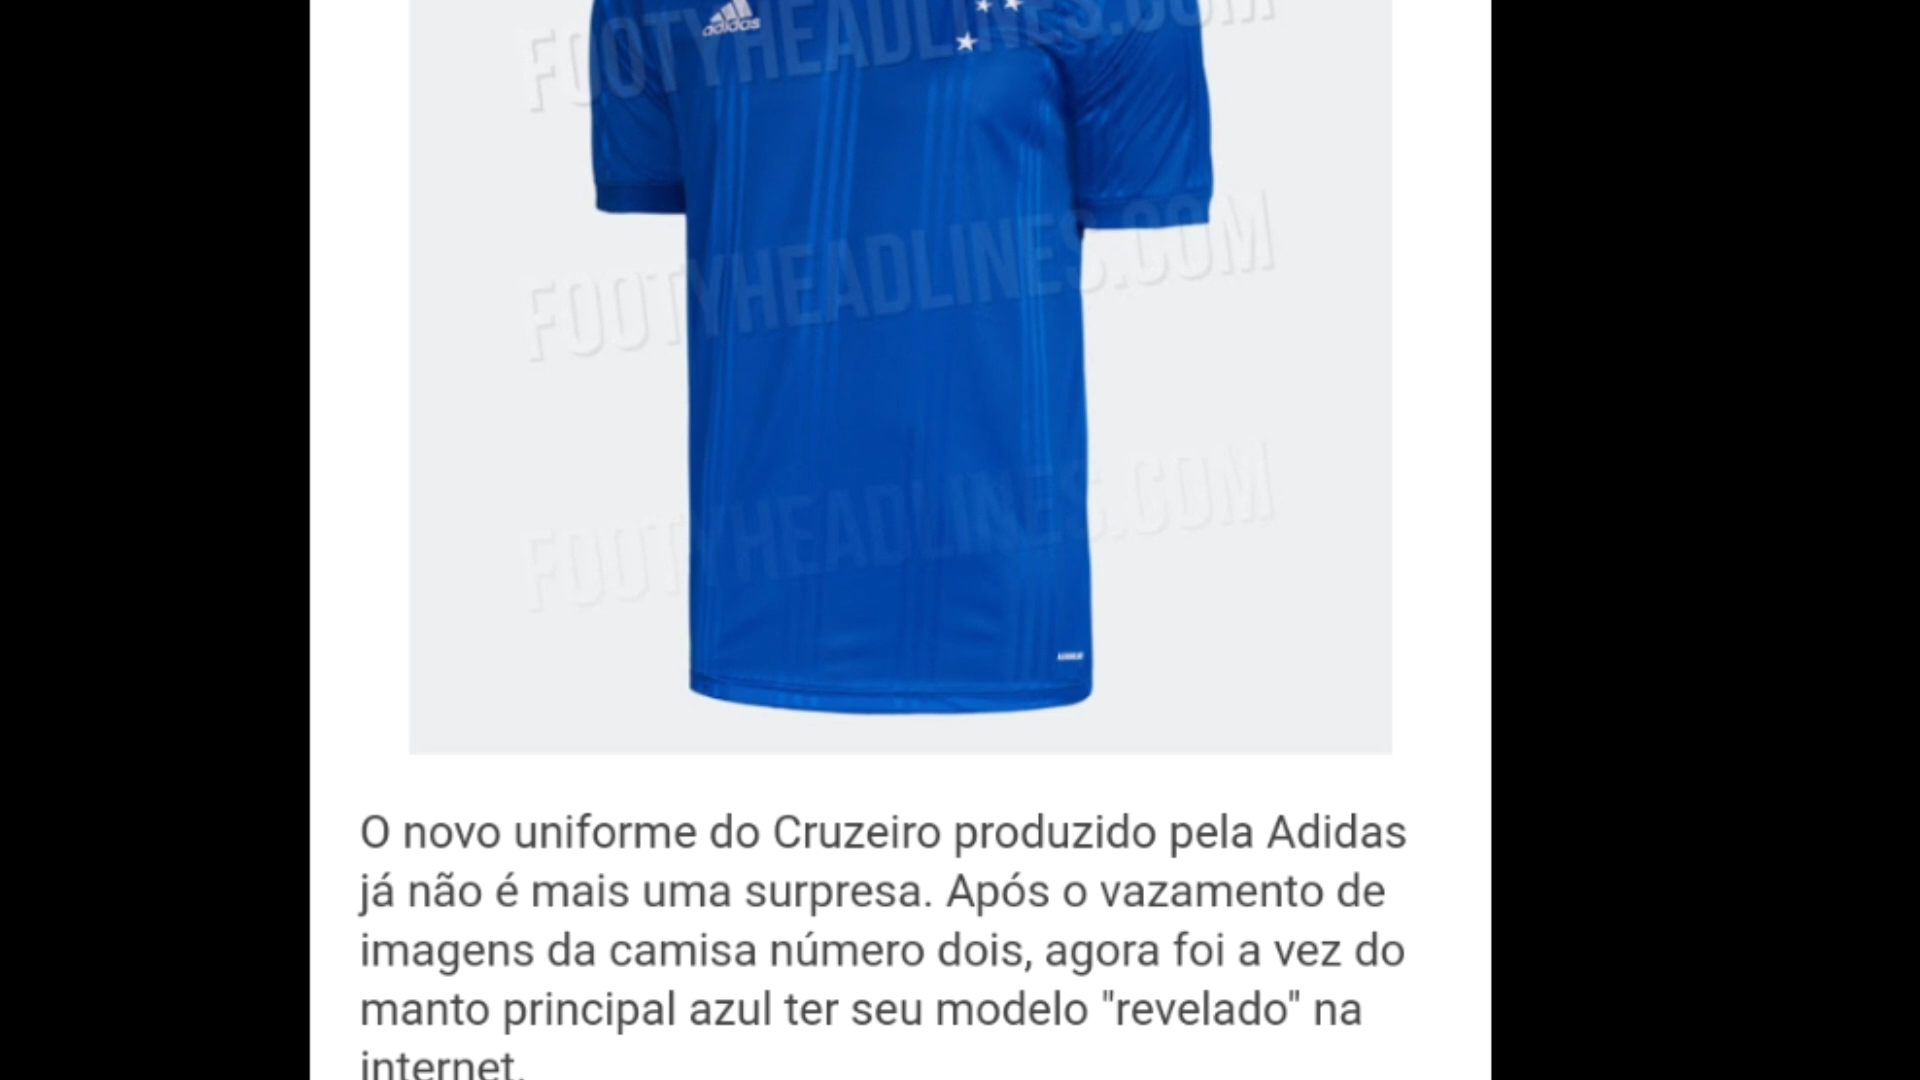 adidas
FOOTYHEADLINES.COM
FOOTYHEADLINES.COM
FOOTYHEADLINES.COM
O novo uniforme do Cruzeiro produzido pela Adidas
já não é mais uma surpresa. Após o vazamento de
imagens da camisa número dois, agora foi a vez do
manto principal azul ter seu modelo "revelado" na
internet.